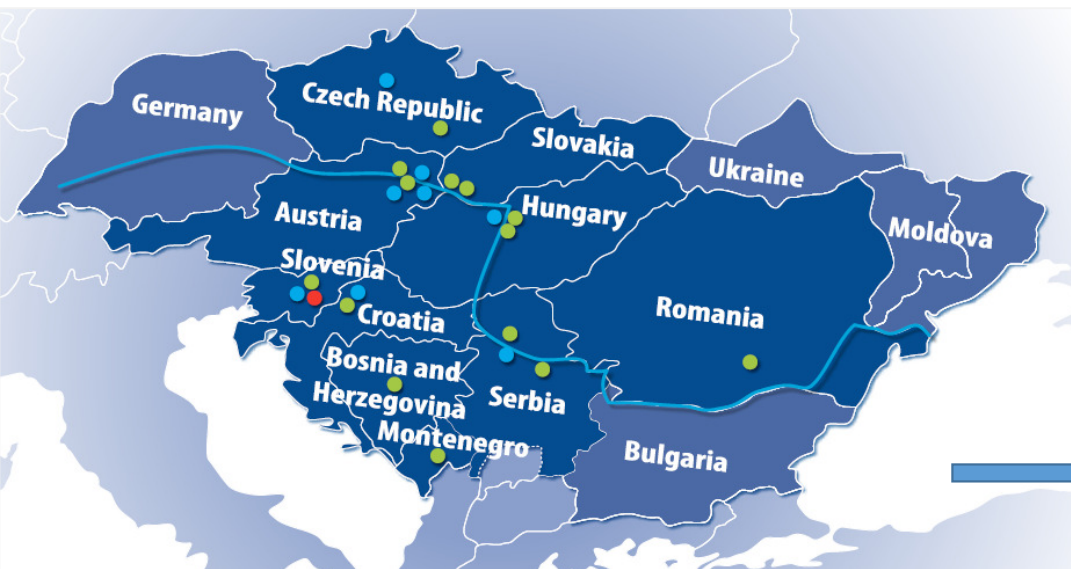 Czech Republic
Germany
Slovakia
Ukraine
Austria
Hungary
Moldova
Slovenia
Croatia
Romania
Bosnia and
Herzegovina
Serbia
Montenegro
Bulgaria